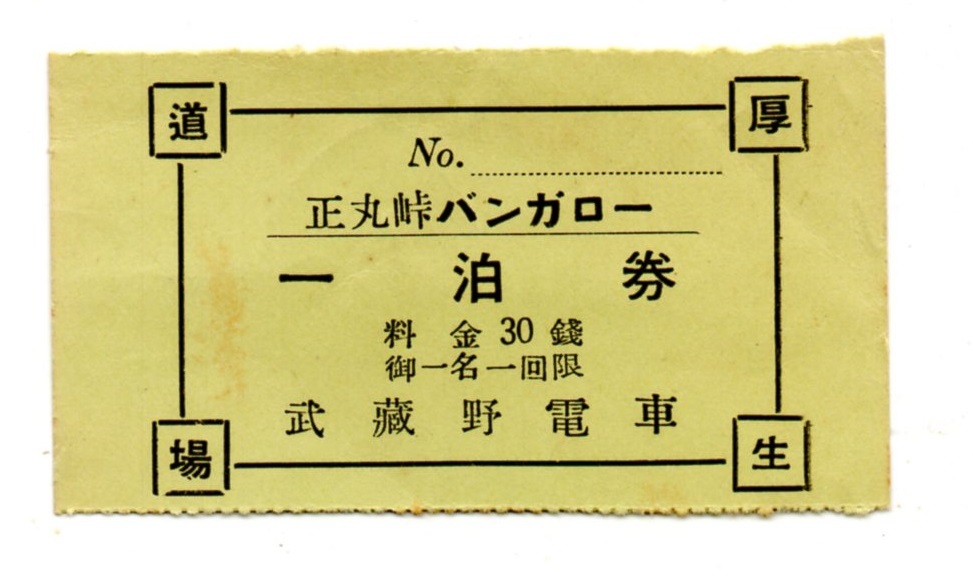 厚生
道場
No.
正丸峠バンガロー
一泊券
料金30錢
御一名一回限
武藏野電車